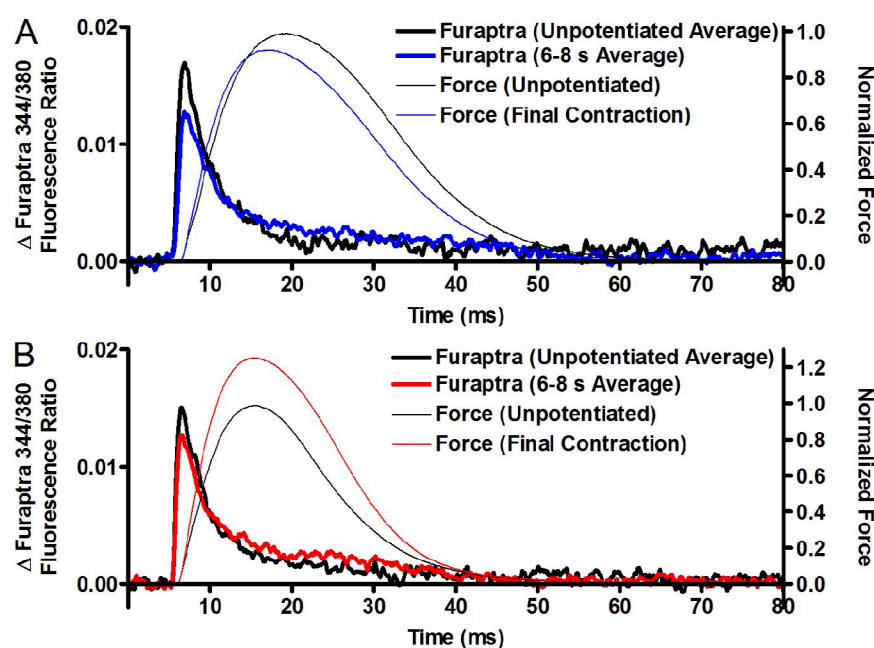 A
Δ Furaptra 344/380
Fluorescence Ratio
0.02
0.01
0.00
Furaptra (Unpotentiated Average)
Furaptra (6-8 s Average)
Force (Unpotentiated)
Force (Final Contraction)
1.0
0.8
0.6
0.4
0.2
0.0
Normalized Force
10 20 30 40 50 60 70 80
Time (ms)
B
Δ Furaptra 344/380
Fluorescence Ratio
0.02
0.01
0.00
Furaptra (Unpotentiated Average)
Furaptra (6-8 s Average)
Force (Unpotentiated)
Force (Final Contraction)
1.2
1.0
0.8
0.6
0.4
0.2
0.0
Normalized Force
10 20 30 40 50 60 70 80
Time (ms)